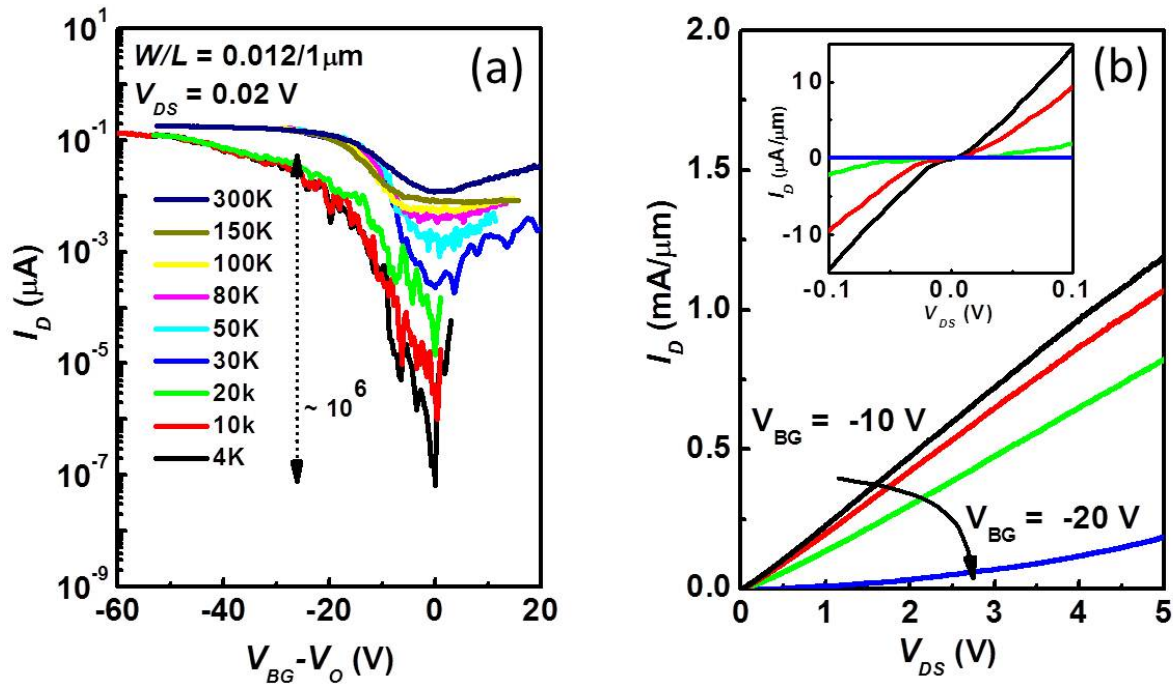 (a)
W/L = 0.012/1μm
V_DS = 0.02 V
300K
150K
100K
80K
50K
30K
20k
10k
4K
~ 10^6
I_D (μA)
10^1
10^-1
10^-3
10^-5
10^-7
10^-9
-60 -40 -20 0 20
V_BG-V_O (V)
(b)
I_D (mA/μm)
2.0
1.5
1.0
0.5
0.0
0 1 2 3 4 5
V_DS (V)
V_BG = -10 V
V_BG = -20 V
I_D (μA/μm)
10
0
-10
-0.1 0.0 0.1
V_DS (V)